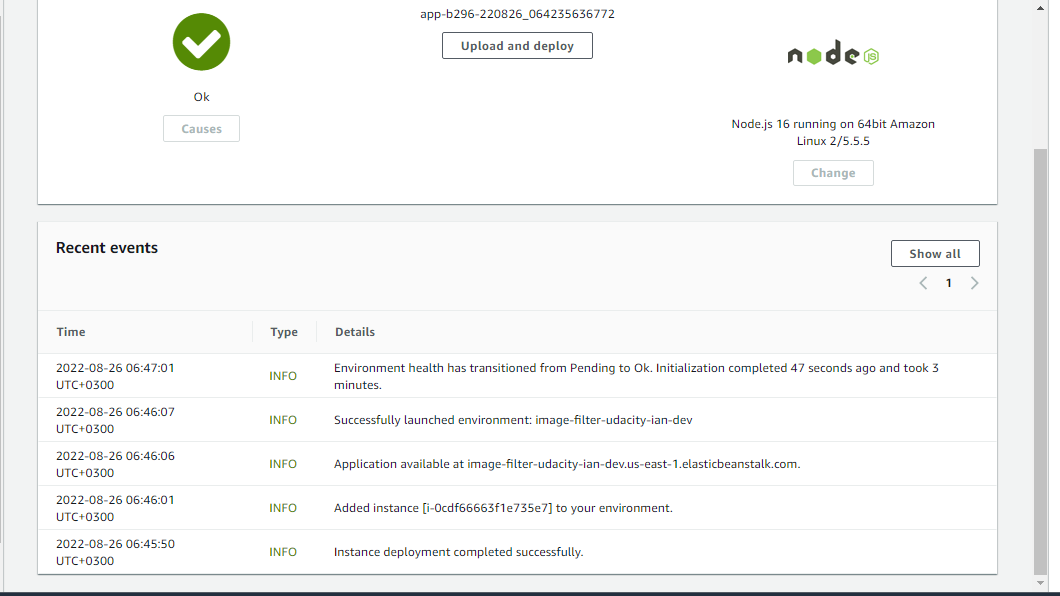 app-b296-220826_064235636772
Upload and deploy
node
JS
Ok
Causes
Node.js 16 running on 64bit Amazon
Linux 2/5.5.5
Change
Recent events
Show all
1
Time Type Details
2022-08-26 06:47:01
UTC+0300
INFO
Environment health has transitioned from Pending to Ok. Initialization completed 47 seconds ago and took 3
minutes.
2022-08-26 06:46:07
UTC+0300
INFO
Successfully launched environment: image-filter-udacity-ian-dev
2022-08-26 06:46:06
UTC+0300
INFO
Application available at image-filter-udacity-ian-dev.us-east-1.elasticbeanstalk.com.
2022-08-26 06:46:01
UTC+0300
INFO
Added instance [i-0cdf66663f1e735e7] to your environment.
2022-08-26 06:45:50
UTC+0300
INFO
Instance deployment completed successfully.